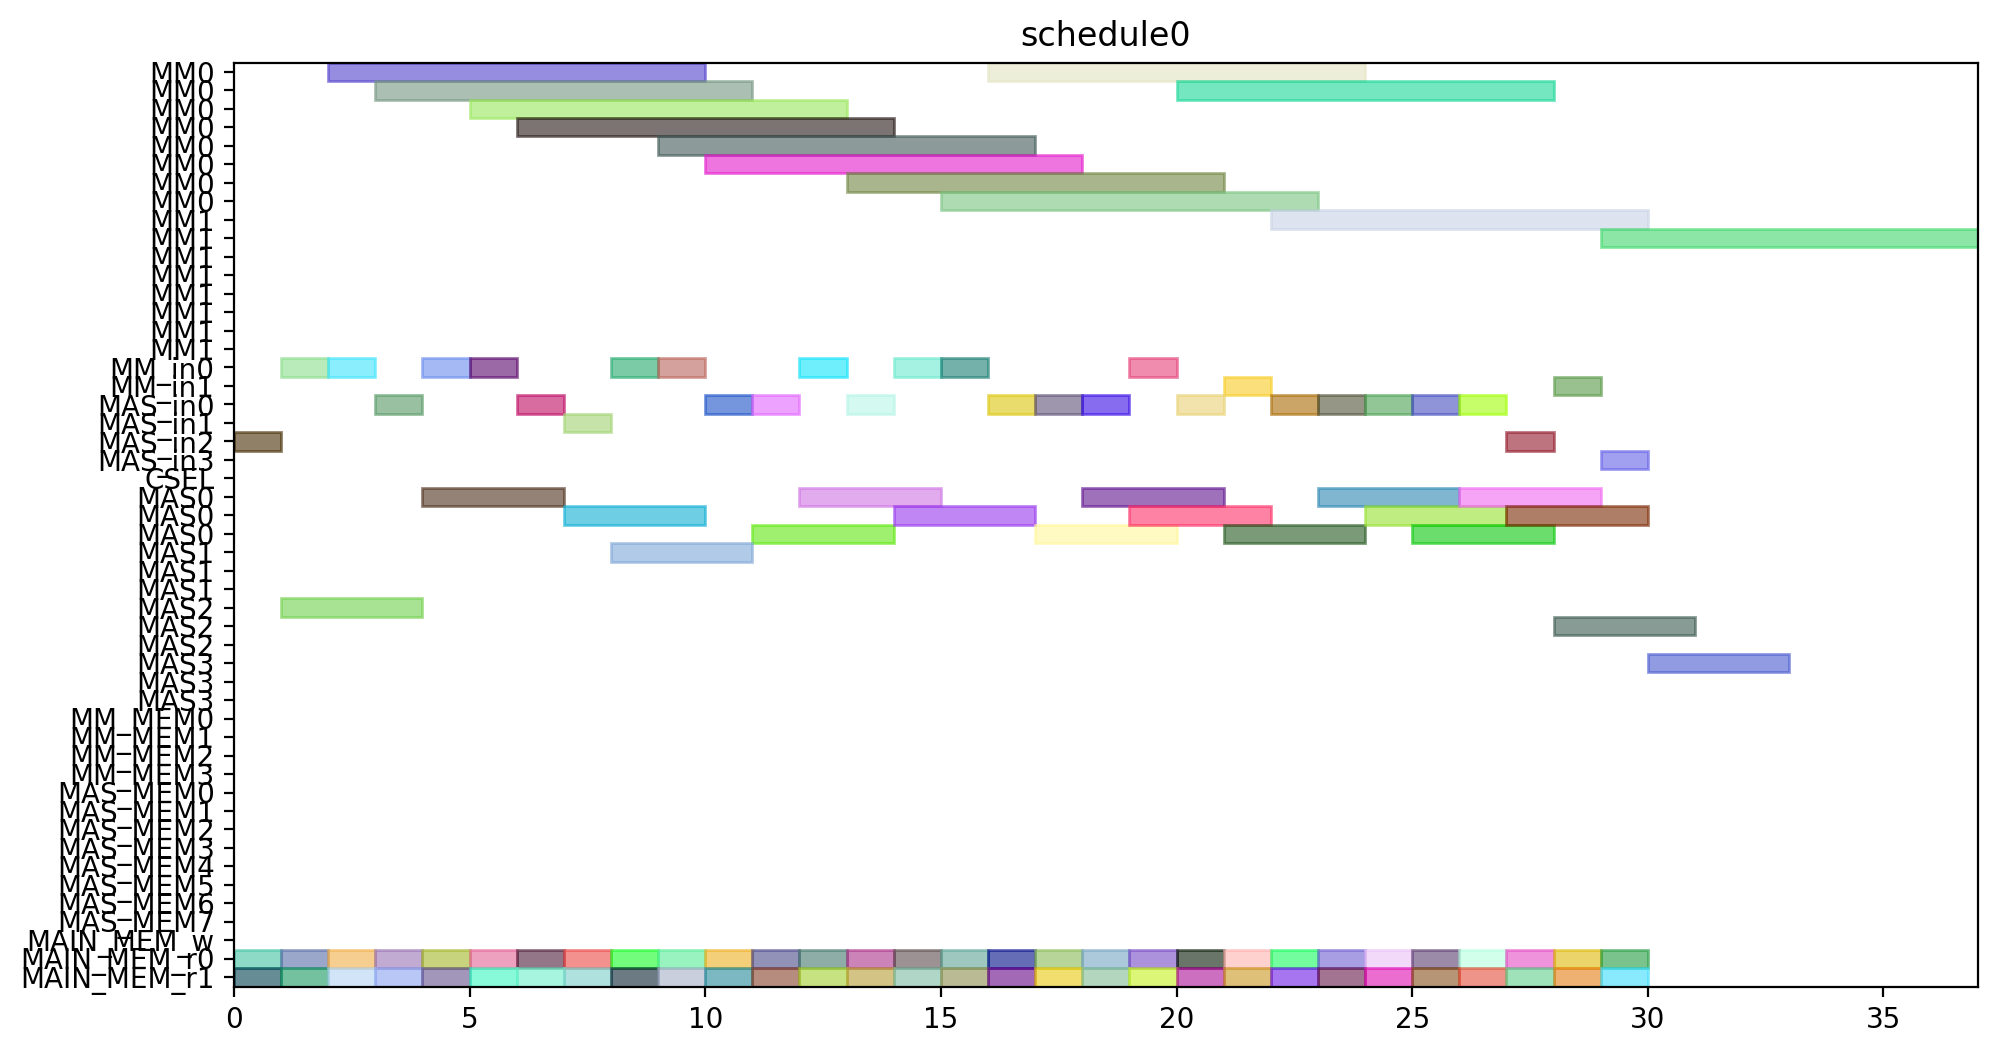 schedule0
MM0
MM0
MM0
MM0
MM0
MM0
MM0
MM0
MM1
MM1
MM1
MM1
MM1
MM1
MM1
MM1
MM_in0
MM_in1
MAS_in0
MAS_in1
MAS_in2
MAS_in3
CSEL
MAS0
MAS0
MAS0
MAS1
MAS1
MAS1
MAS2
MAS2
MAS2
MAS3
MAS3
MAS3
MM_MEM0
MM_MEM1
MM_MEM2
MM_MEM3
MAS_MEM0
MAS_MEM1
MAS_MEM2
MAS_MEM3
MAS_MEM4
MAS_MEM5
MAS_MEM6
MAS_MEM7
MAIN_MEM_w
MAIN_MEM_r0
MAIN_MEM_r1
0 5 10 15 20 25 30 35